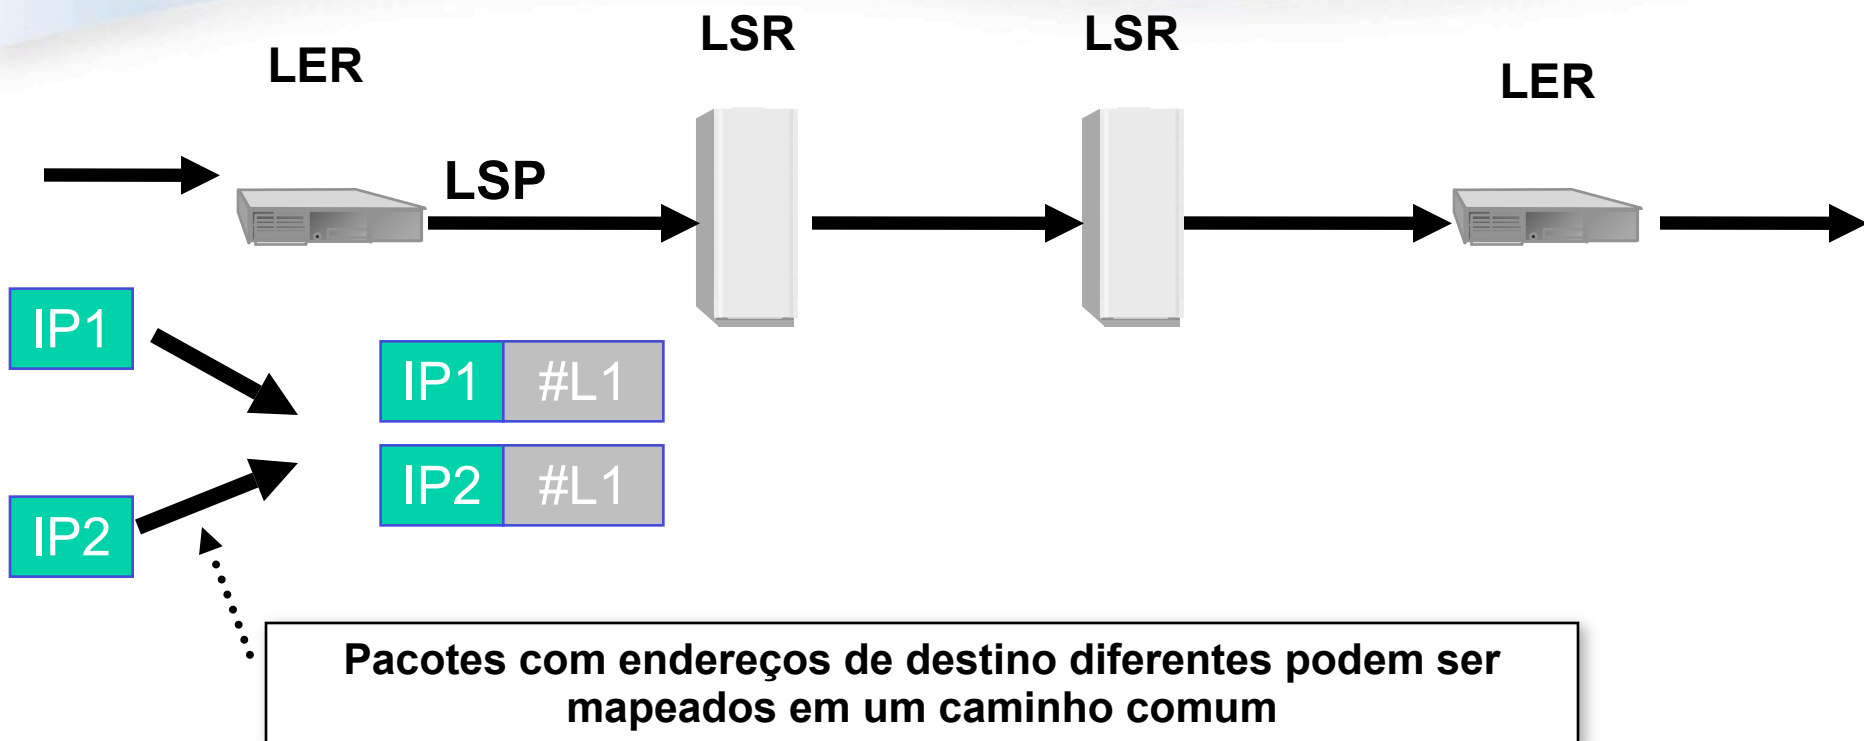 LSR
LSR
LER
LER
LSP
IP1
IP1 #L1
IP2 #L1
IP2
Pacotes com endereços de destino diferentes podem ser
mapeados em um caminho comum